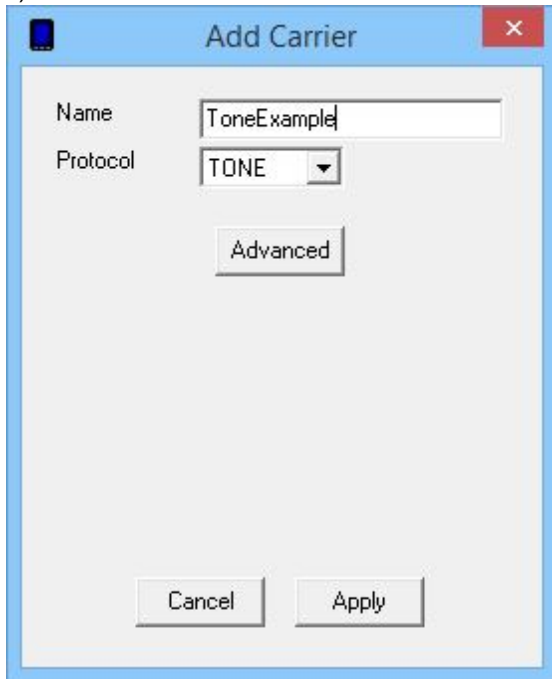 Add Carrier
Name ToneExample
Protocol TONE
Advanced
Cancel Apply